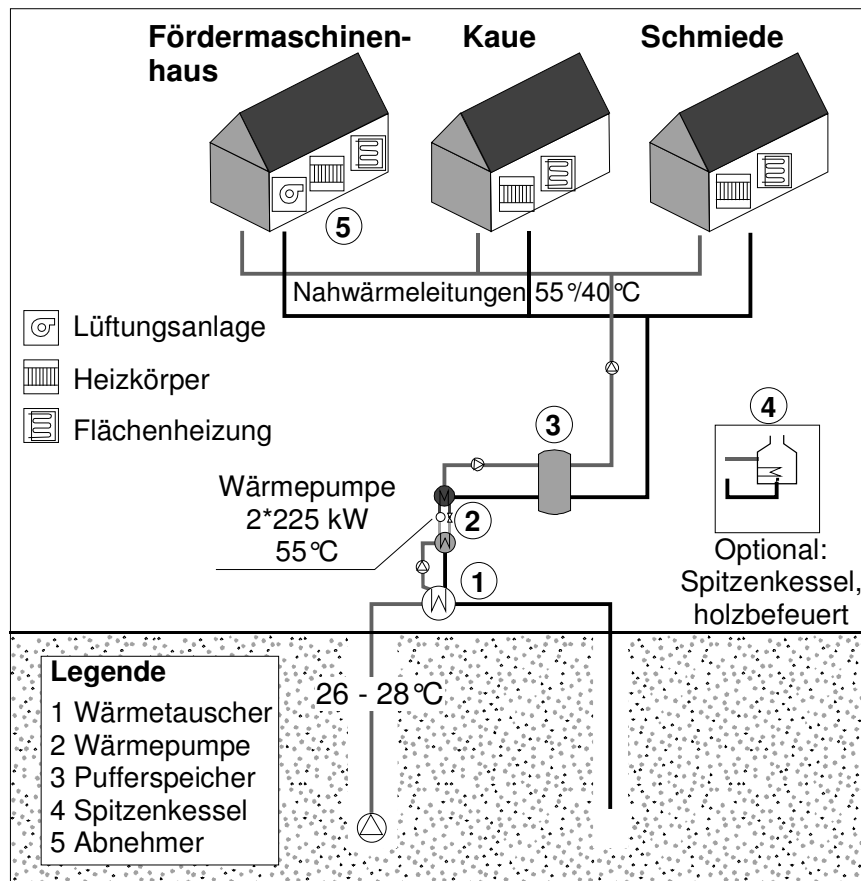 Fördermaschinen-
haus
Kaue
Schmiede
5
Nahwärmeleitungen 55°/40°C
Lüftungsanlage
Heizkörper
Flächenheizung
3
4
Wärmepumpe
2*225 kW
55°C
2
1
Optional:
Spitzenkessel,
holzbefeuert
26 - 28°C
Legende
1 Wärmetauscher
2 Wärmepumpe
3 Pufferspeicher
4 Spitzenkessel
5 Abnehmer